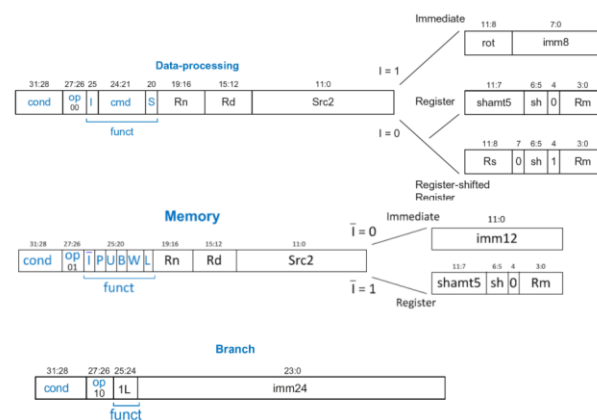 Immediate
11:8 7:0
rot imm8
Data-processing
I = 1
31:28 27:26 25 24:21 20 19:16 15:12 11:0
cond op 00 I cmd S Rn Rd Src2
funct
Register
11:7 6:5 4 3:0
shamt5 sh 0 Rm
I = 0
11:8 7 6:5 4 3:0
Rs 0 sh 1 Rm
Register-shifted
Register
Memory
Immediate
I = 0
11:0
imm12
31:28 27:26 25:20 19:16 15:12 11:0
cond op 01 I P U B W L Rn Rd Src2
funct
11:7 6:5 4 3:0
shamt5 sh 0 Rm
I = 1
Register
Branch
31:28 27:26 25:24 23:0
cond op 10 1L imm24
funct